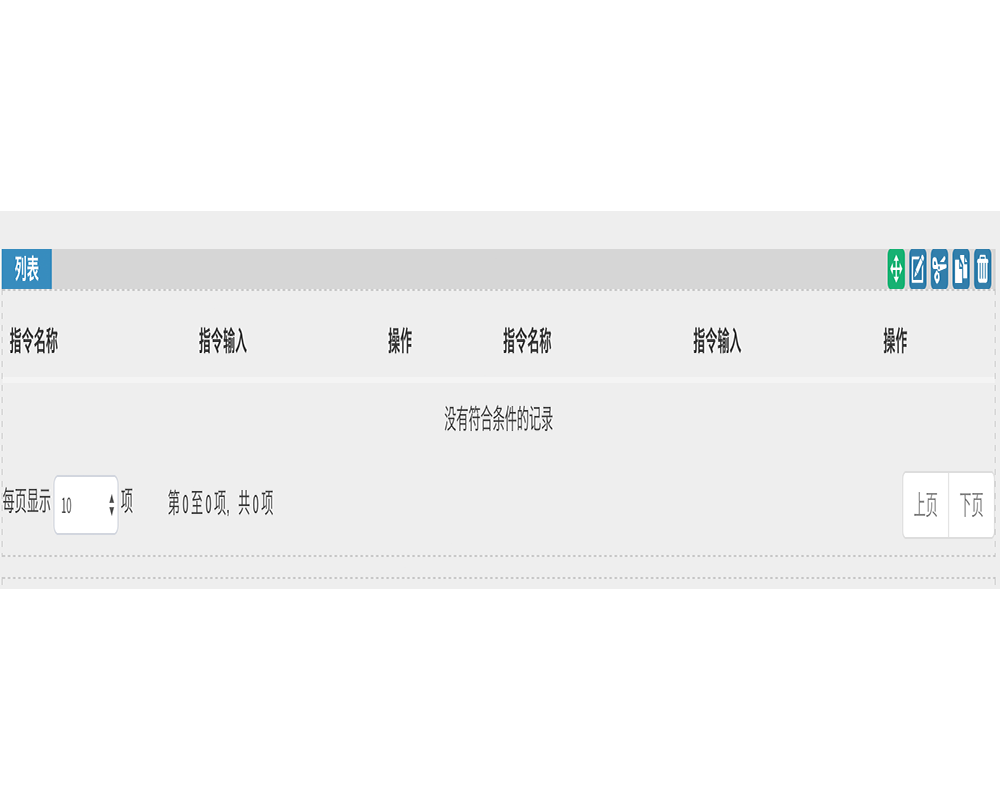 列表
指令名称 指令输入 操作 指令名称 指令输入 操作
没有符合条件的记录
每页显示 10 项 第0至0项, 共0项 上页 下页